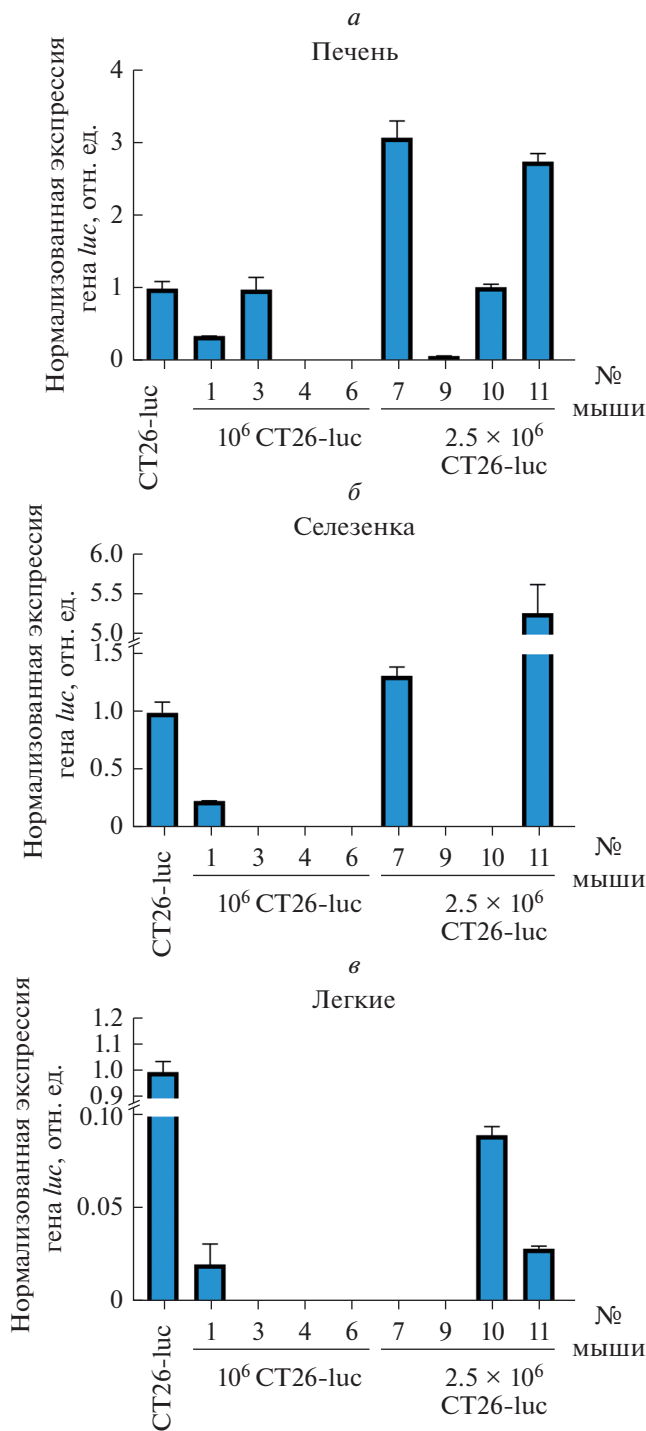 а
Печень
Нормализованная экспрессия
гена luc, отн. ед.
4
3
2
1
0
CT26-luc
1 3 4 6 7 9 10 11 №
мыши
10⁶ CT26-luc 2.5 × 10⁶
CT26-luc
б
Селезенка
Нормализованная экспрессия
гена luc, отн. ед.
6.0
5.5
5.0
1.5
1.0
0.5
0
CT26-luc
1 3 4 6 7 9 10 11 №
мыши
10⁶ CT26-luc 2.5 × 10⁶
CT26-luc
в
Легкие
Нормализованная экспрессия
гена luc, отн. ед.
1.2
1.1
1.0
0.9
0.10
0.05
0
CT26-luc
1 3 4 6 7 9 10 11 №
мыши
10⁶ CT26-luc 2.5 × 10⁶
CT26-luc